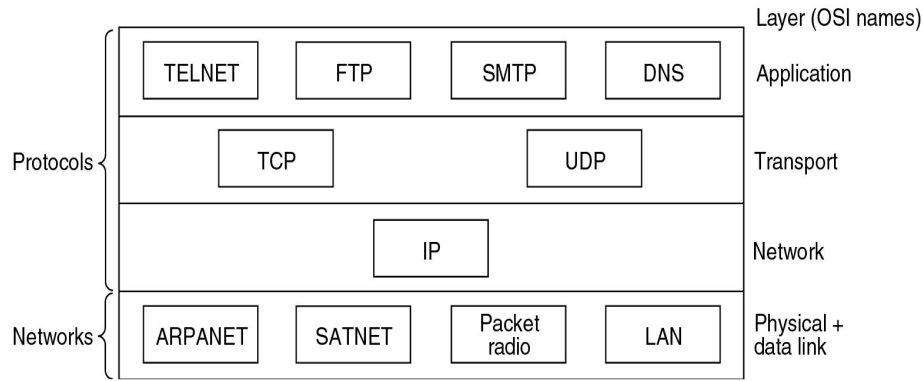 Layer (OSI names)
TELNET FTP SMTP DNS Application
Protocols TCP UDP Transport
IP Network
Networks ARPANET SATNET Packet radio LAN Physical + data link